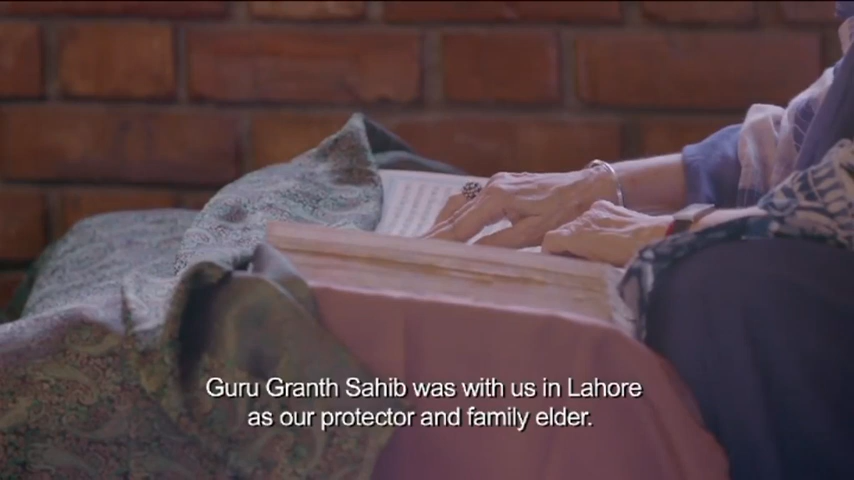 Guru Granth Sahib was with us in Lahore
as our protector and family elder.